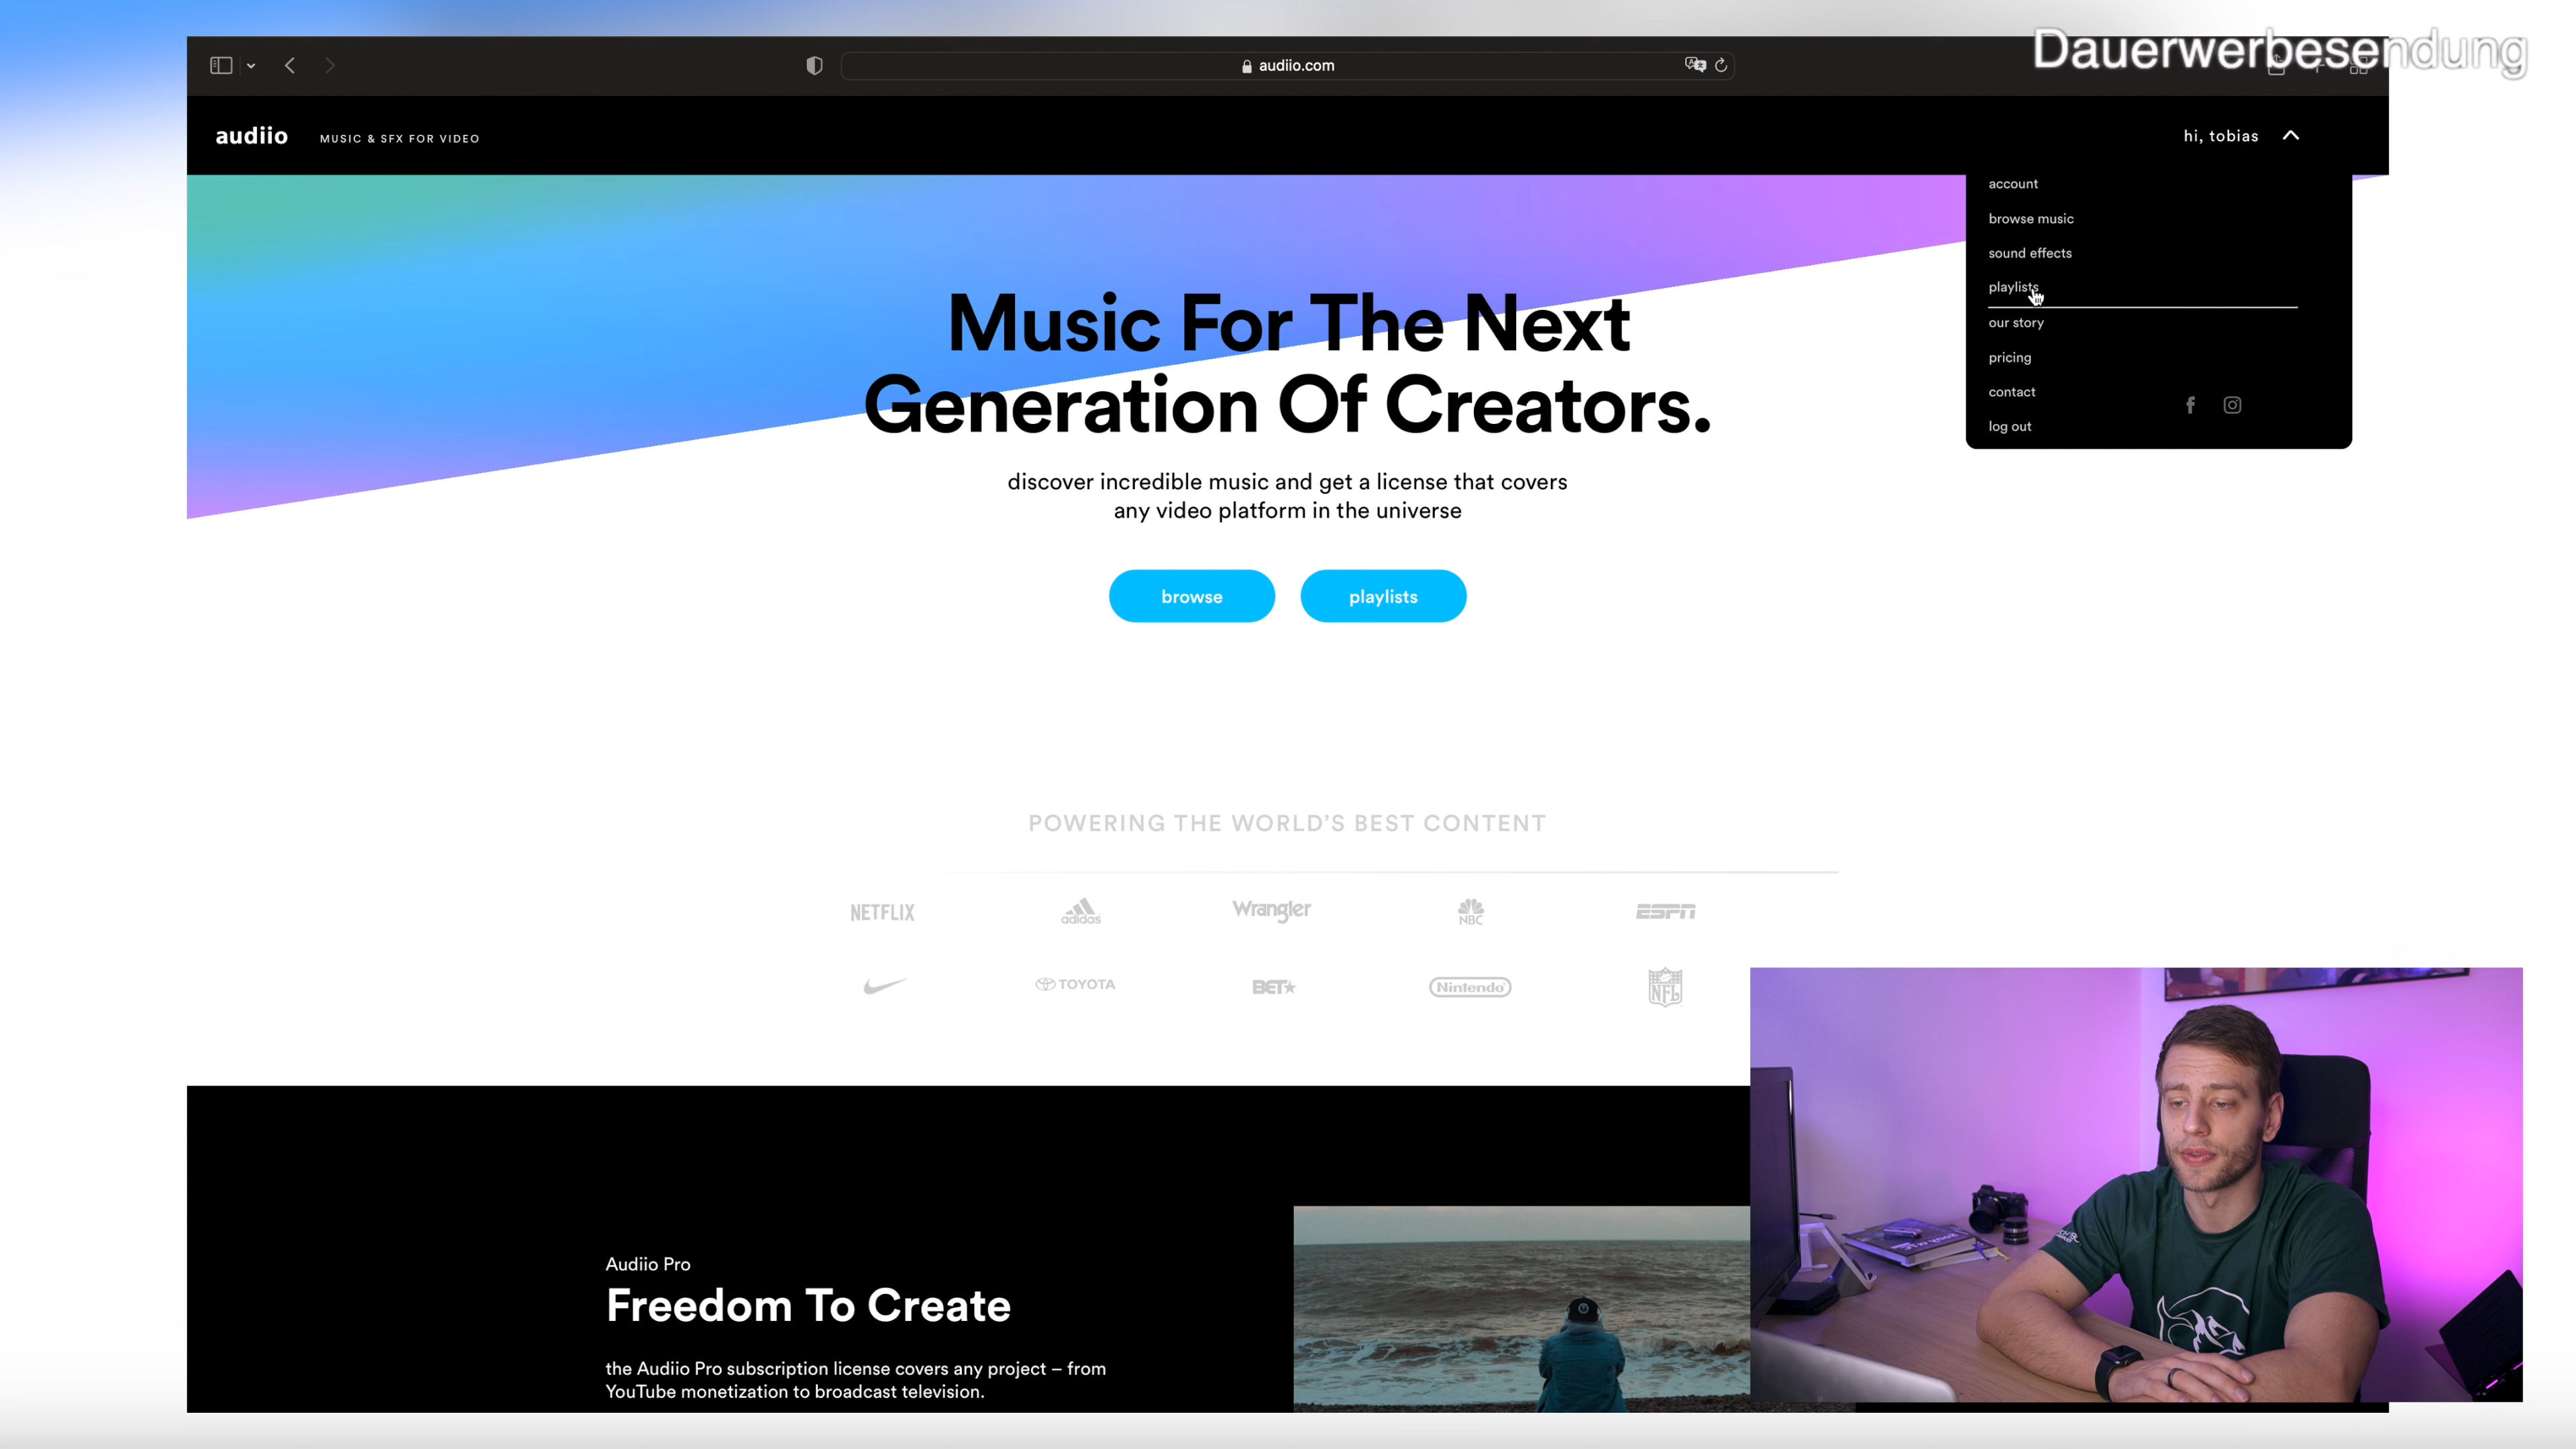 Dauerwerbesendung
audiio.com
audiio
MUSIC & SFX FOR VIDEO
hi, tobias
account
browse music
sound effects
playlists
our story
pricing
contact
log out
Music For The Next
Generation Of Creators.
discover incredible music and get a license that covers
any video platform in the universe
browse
playlists
POWERING THE WORLD'S BEST CONTENT
NETFLIX
adidas
Wrangler
NBC
ESPN
TOYOTA
BET
Nintendo
NFL
Audiio Pro
Freedom To Create
the Audiio Pro subscription license covers any project – from
YouTube monetization to broadcast television.